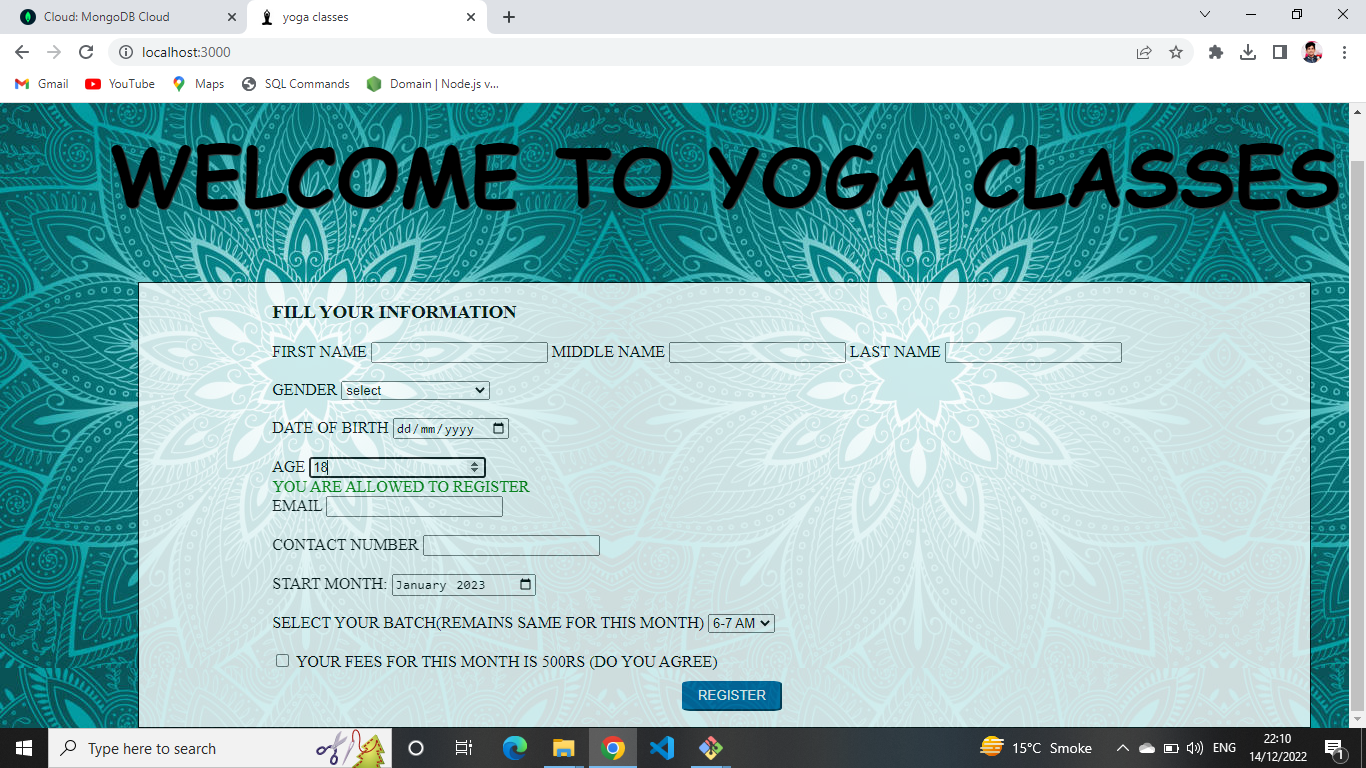 Cloud: MongoDB Cloud
yoga classes
localhost:3000
Gmail YouTube Maps SQL Commands Domain | Node.js v...
WELCOME TO YOGA CLASSES
FILL YOUR INFORMATION
FIRST NAME MIDDLE NAME LAST NAME
GENDER select
DATE OF BIRTH dd/mm/yyyy
AGE 18
YOU ARE ALLOWED TO REGISTER
EMAIL
CONTACT NUMBER
START MONTH: January 2023
SELECT YOUR BATCH(REMAINS SAME FOR THIS MONTH) 6-7 AM
YOUR FEES FOR THIS MONTH IS 500RS (DO YOU AGREE)
REGISTER
Type here to search
15°C Smoke
ENG
22:10
14/12/2022
1